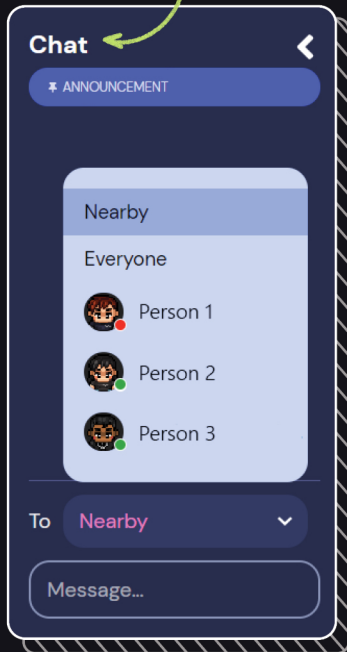 Chat
ANNOUNCEMENT
Nearby
Everyone
Person 1
Person 2
Person 3
To Nearby
Message...